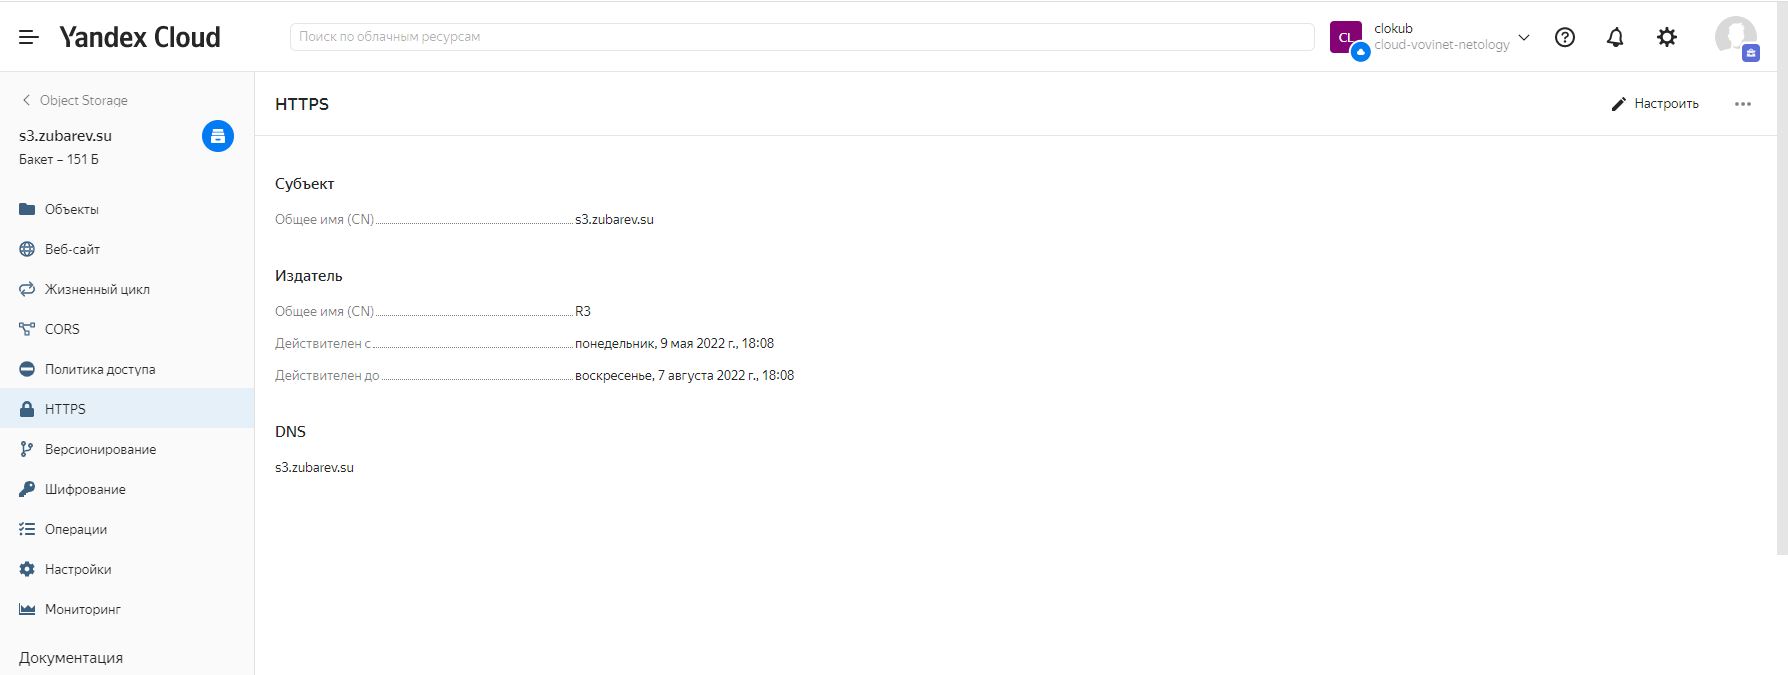 Yandex Cloud
Поиск по облачным ресурсам
CL
clokub
cloud-vovinet-netology
Object Storage
s3.zubarev.su
Бакет – 151 Б
Объекты
Веб-сайт
Жизненный цикл
CORS
Политика доступа
HTTPS
Версионирование
Шифрование
Операции
Настройки
Мониторинг
Документация
HTTPS
Настроить
Субъект
Общее имя (CN) s3.zubarev.su
Издатель
Общее имя (CN) R3
Действителен с понедельник, 9 мая 2022 г., 18:08
Действителен до воскресенье, 7 августа 2022 г., 18:08
DNS
s3.zubarev.su